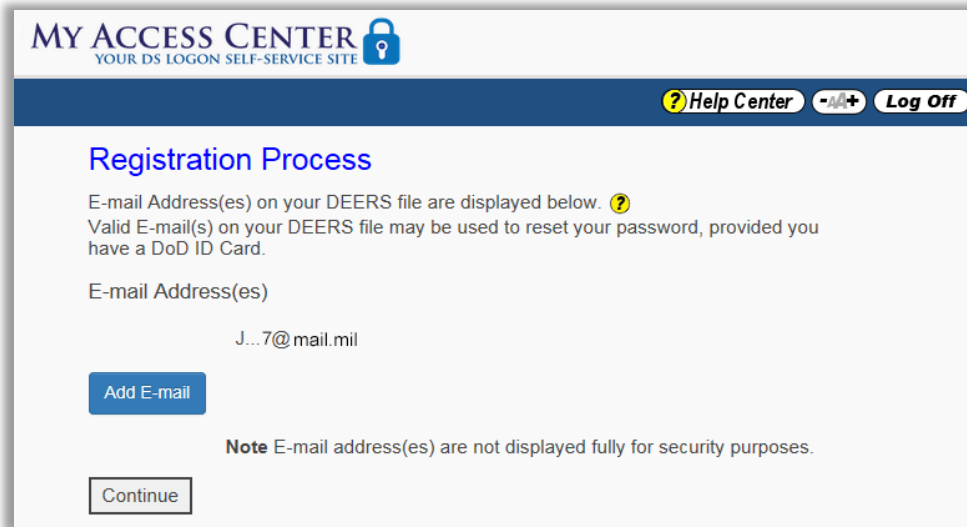 MY ACCESS CENTER
YOUR DS LOGON SELF-SERVICE SITE
? Help Center -AA+ Log Off
Registration Process
E-mail Address(es) on your DEERS file are displayed below. ?
Valid E-mail(s) on your DEERS file may be used to reset your password, provided you
have a DoD ID Card.
E-mail Address(es)
J...7@mail.mil
Add E-mail
Note E-mail address(es) are not displayed fully for security purposes.
Continue